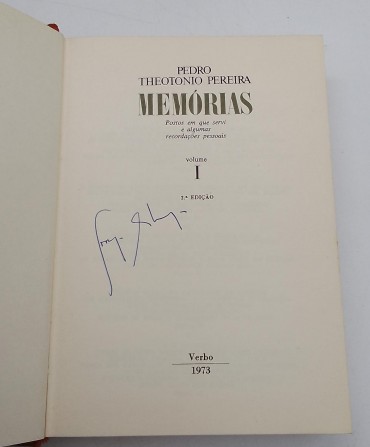 PEDRO
THEOTONIO PEREIRA
MEMÓRIAS
Postos em que servi
e algumas
recordações pessoais
volume
I
2.ª EDIÇÃO
Verbo
1973